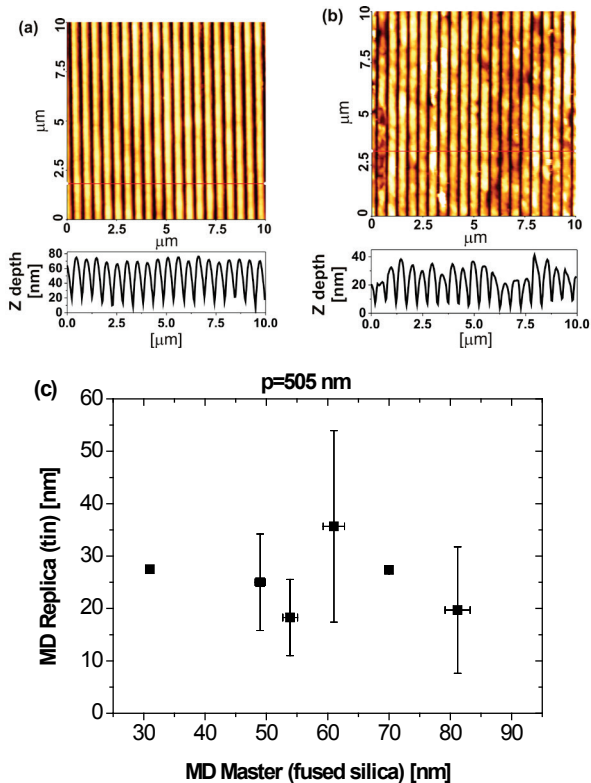 (a)
10
7.5
5
2.5
0
μm
0 2.5 5 7.5 10
μm
80
60
40
20
0
Z depth
[nm]
0.0 2.5 5.0 7.5 10.0
[μm]
(b)
10
7.5
5
2.5
0
μm
0 2.5 5 7.5 10
μm
40
20
0
Z depth
[nm]
0.0 2.5 5.0 7.5 10.0
[μm]
(c)
p=505 nm
60
50
40
30
20
10
0
MD Replica (tin) [nm]
30 40 50 60 70 80 90
MD Master (fused silica) [nm]